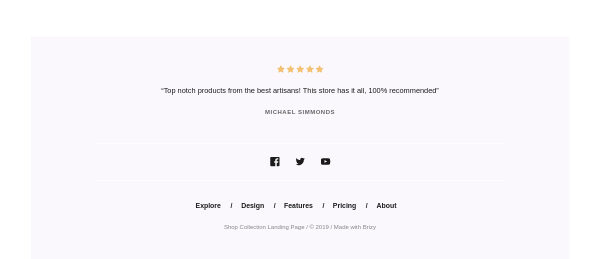 “Top notch products from the best artisans! This store has it all, 100% recommended”
MICHAEL SIMMONDS
Explore / Design / Features / Pricing / About
Shop Collection Landing Page / © 2019 / Made with Brizy